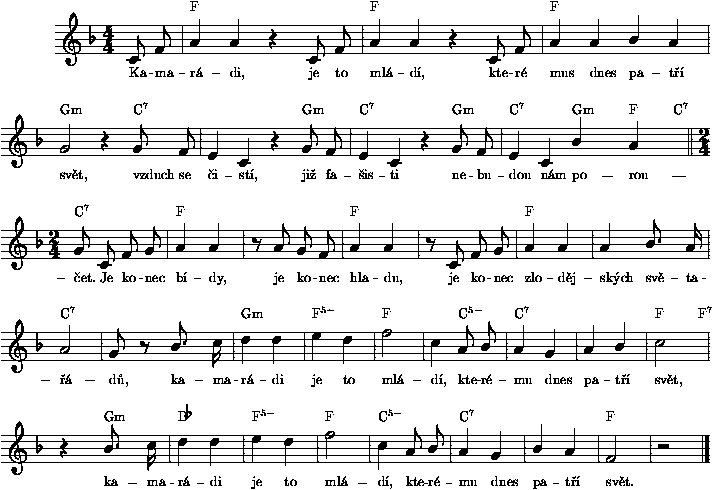 F F F
Ka-ma-rá-di, je to mlá-dí, kte-ré mus dnes pa-tří
Gm C7 Gm C7 Gm C7 Gm F C7
svět, vzduch se či-stí, již fa-šis-ti ne-bu-dou nám po-rou —
C7 F F F
— čet. Je ko-nec bí-dy, je ko-nec hla-du, je ko-nec zlo-děj-ských svě-ta-
C7 Gm F5- F C5- C7 F F7
— řá-dů, ka-ma-rá-di je to mlá-dí, kte-ré-mu dnes pa-tří svět,
Gm B♭ F5- F C5- C7 F
ka-ma-rá-di je to mlá-dí, kte-ré-mu dnes pa-tří svět.